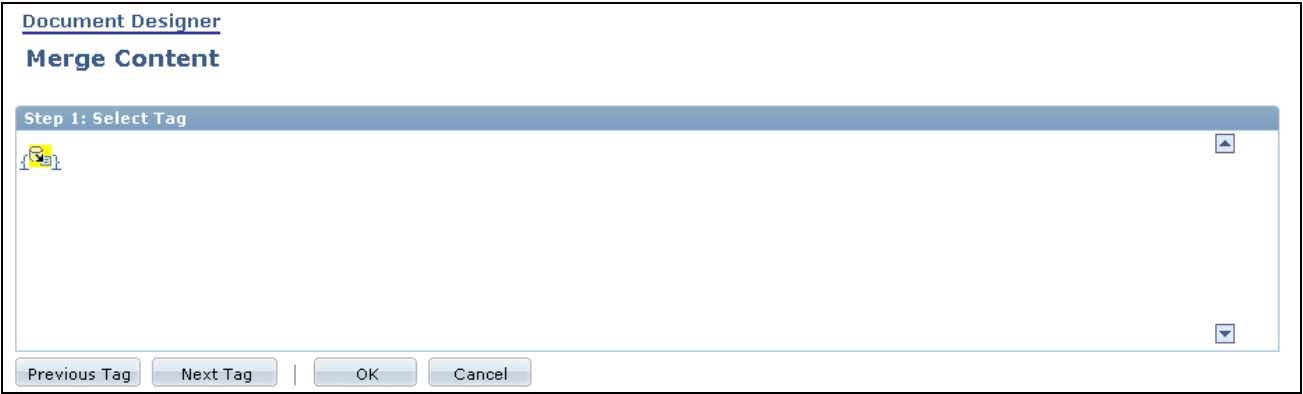 Document Designer
Merge Content
Step 1: Select Tag
{ }
Previous Tag Next Tag | OK Cancel